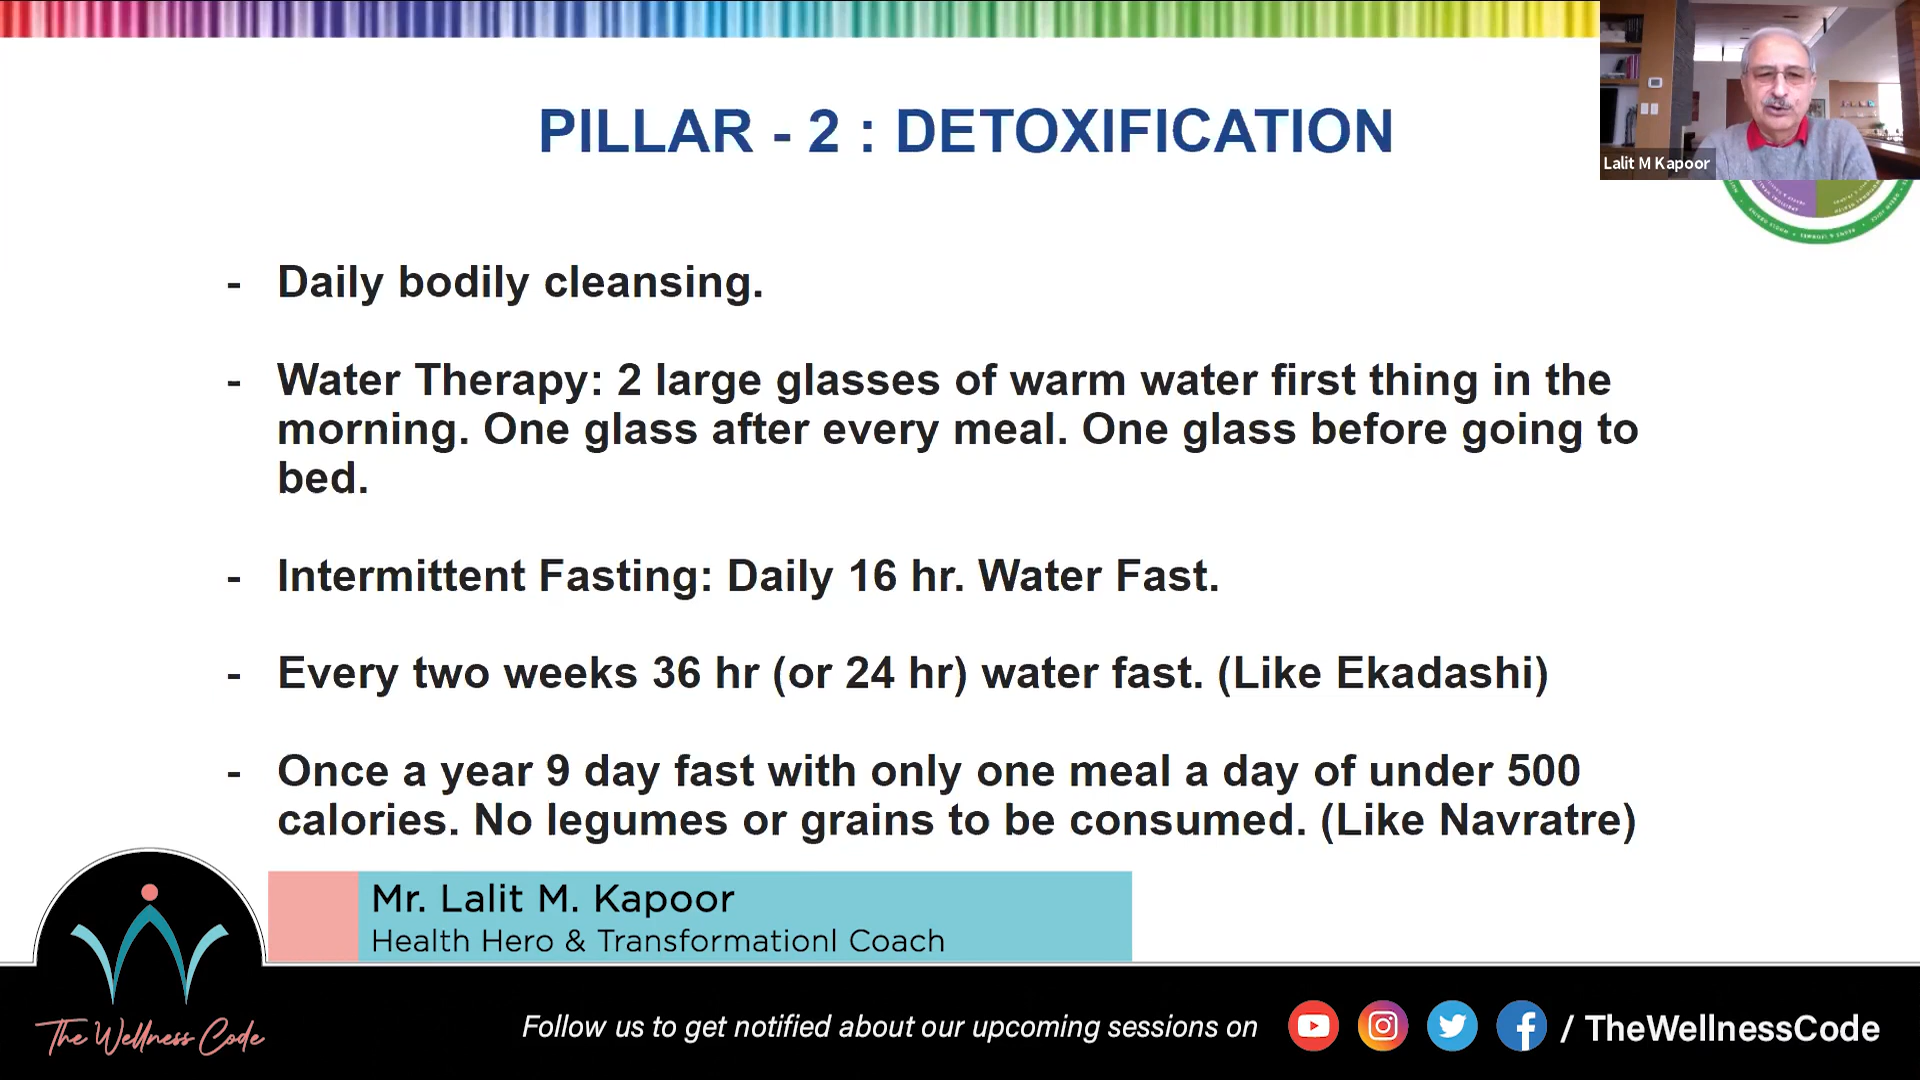 PILLAR - 2 : DETOXIFICATION
Lalit M Kapoor
- Daily bodily cleansing.
- Water Therapy: 2 large glasses of warm water first thing in the
morning. One glass after every meal. One glass before going to
bed.
- Intermittent Fasting: Daily 16 hr. Water Fast.
- Every two weeks 36 hr (or 24 hr) water fast. (Like Ekadashi)
- Once a year 9 day fast with only one meal a day of under 500
calories. No legumes or grains to be consumed. (Like Navratre)
Mr. Lalit M. Kapoor
Health Hero & Transformationl Coach
The Wellness Code
Follow us to get notified about our upcoming sessions on / TheWellnessCode